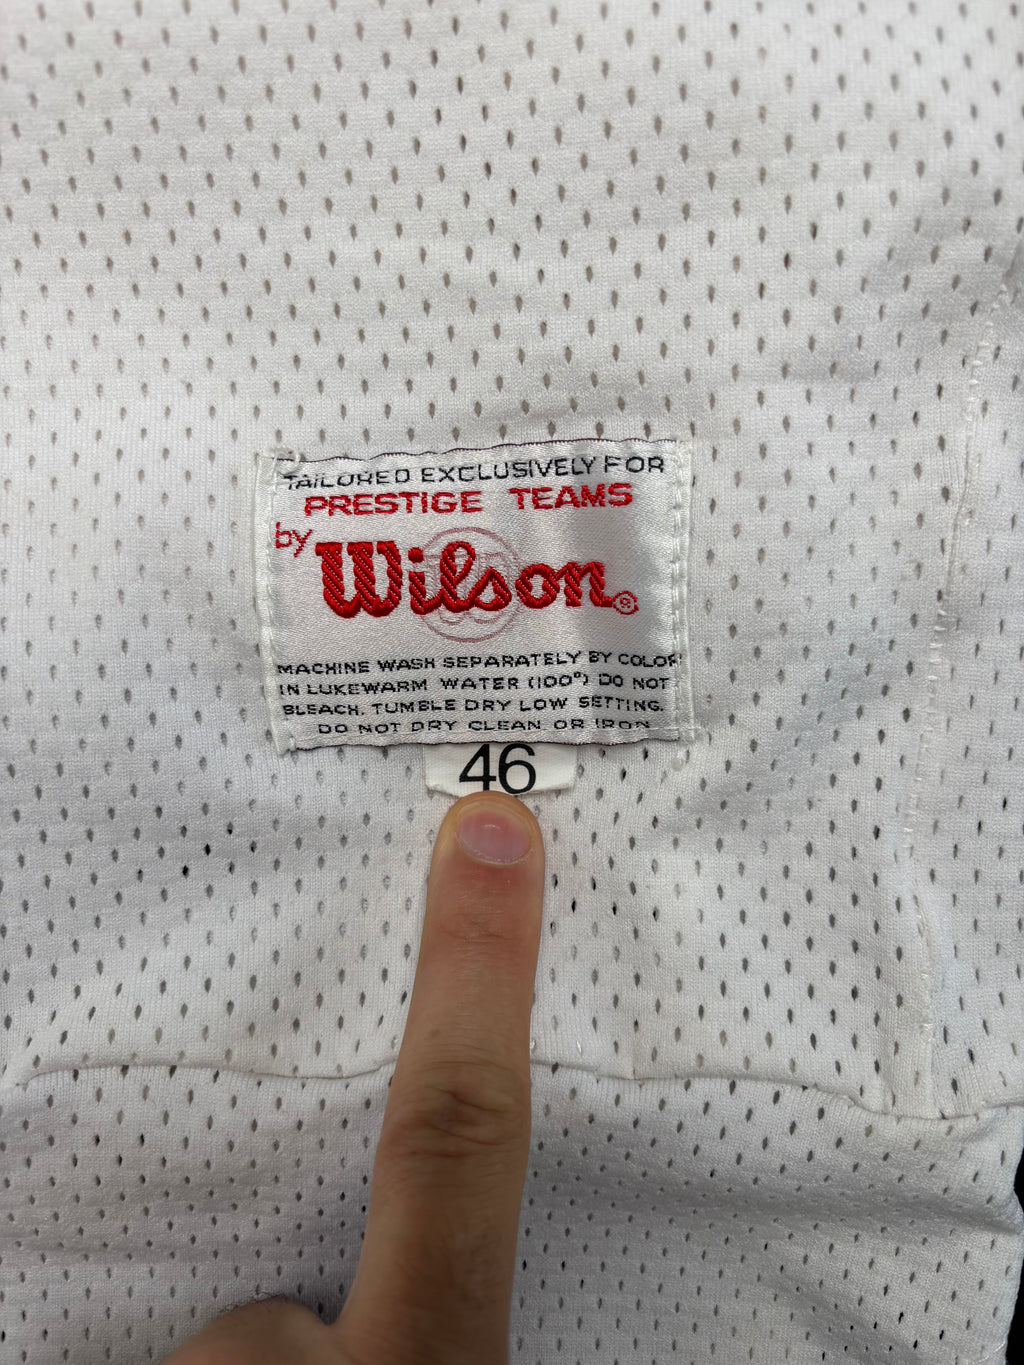 TAILORED EXCLUSIVELY FOR
PRESTIGE TEAMS
by Wilson®
MACHINE WASH SEPARATELY BY COLOR
IN LUKEWARM WATER (100°) DO NOT
BLEACH. TUMBLE DRY LOW SETTING.
DO NOT DRY CLEAN OR IRON
46